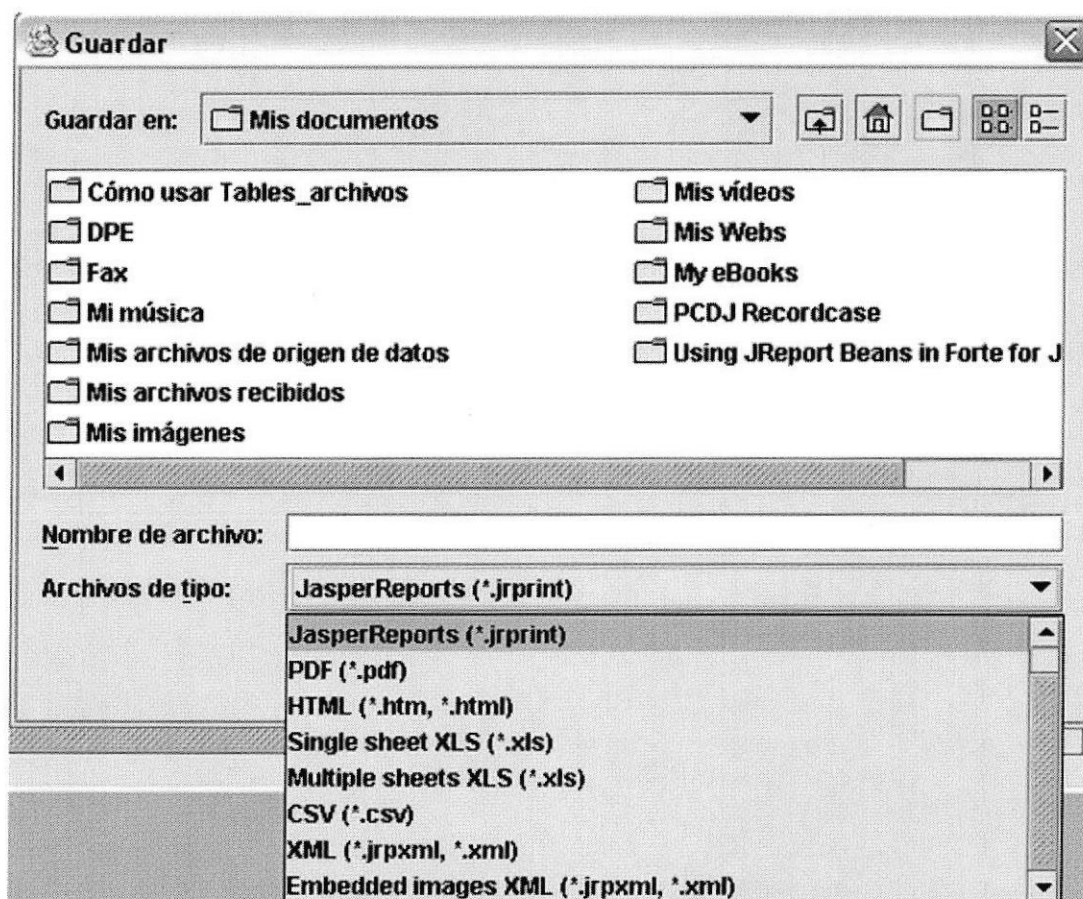 Guardar
Guardar en:
Mis documentos
Cómo usar Tables_archivos
DPE
Fax
Mi música
Mis archivos de origen de datos
Mis archivos recibidos
Mis imágenes
Mis vídeos
Mis Webs
My eBooks
PCDJ Recordcase
Using JReport Beans in Forte for J
Nombre de archivo:
Archivos de tipo:
JasperReports (*.jrprint)
JasperReports (*.jrprint)
PDF (*.pdf)
HTML (*.htm, *.html)
Single sheet XLS (*.xls)
Multiple sheets XLS (*.xls)
CSV (*.csv)
XML (*.jrpxml, *.xml)
Embedded images XML (*.jrpxml, *.xml)